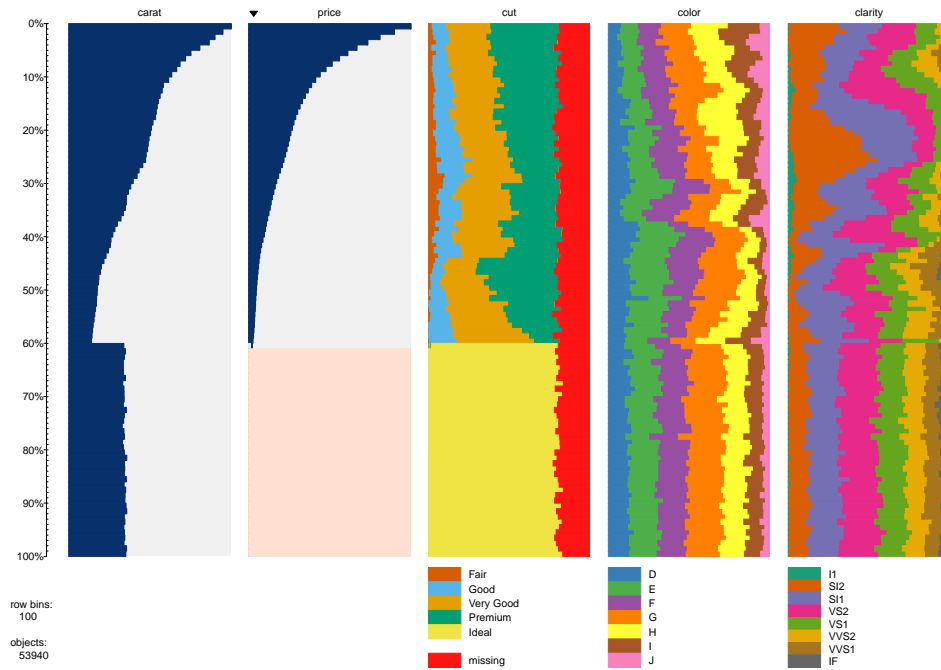 carat price cut color clarity
0%
10%
20%
30%
40%
50%
60%
70%
80%
90%
100%
Fair
Good
Very Good
Premium
Ideal
missing
D
E
F
G
H
I
J
I1
SI2
SI1
VS2
VS1
VVS2
VVS1
IF
row bins:
100
objects:
53940